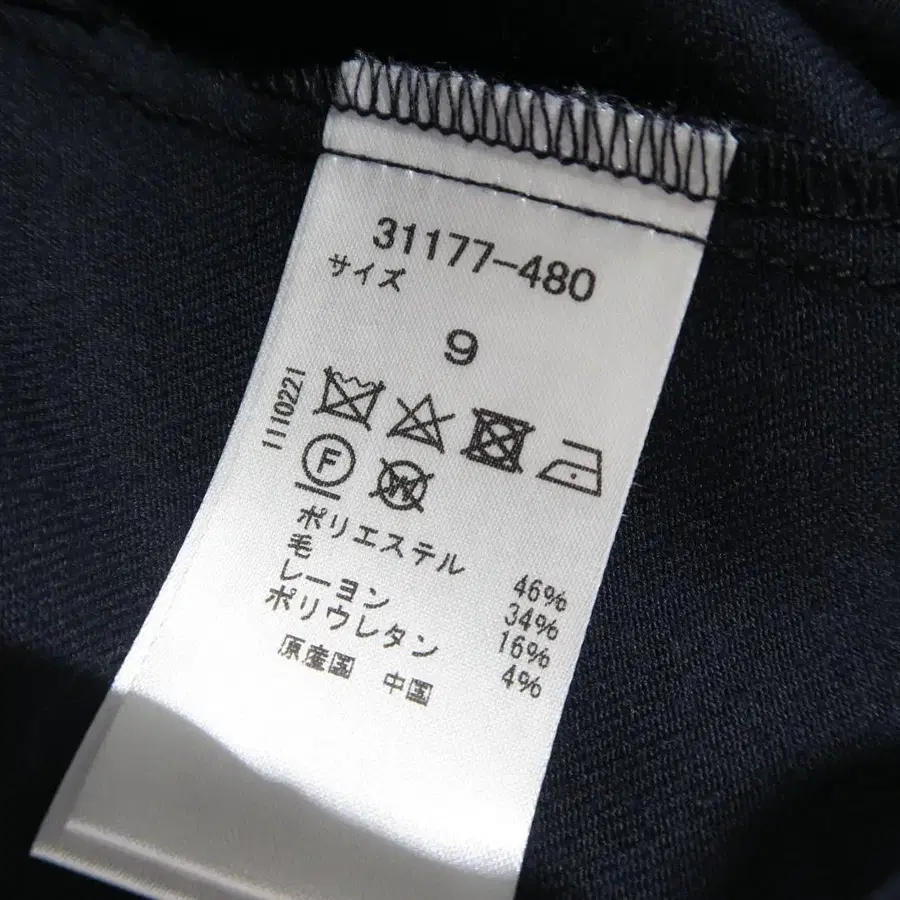 31177-480
サイズ
9
1110221
F
W
ポリエステル 46%
毛 34%
レーヨン 16%
ポリウレタン 4%
原産国 中国